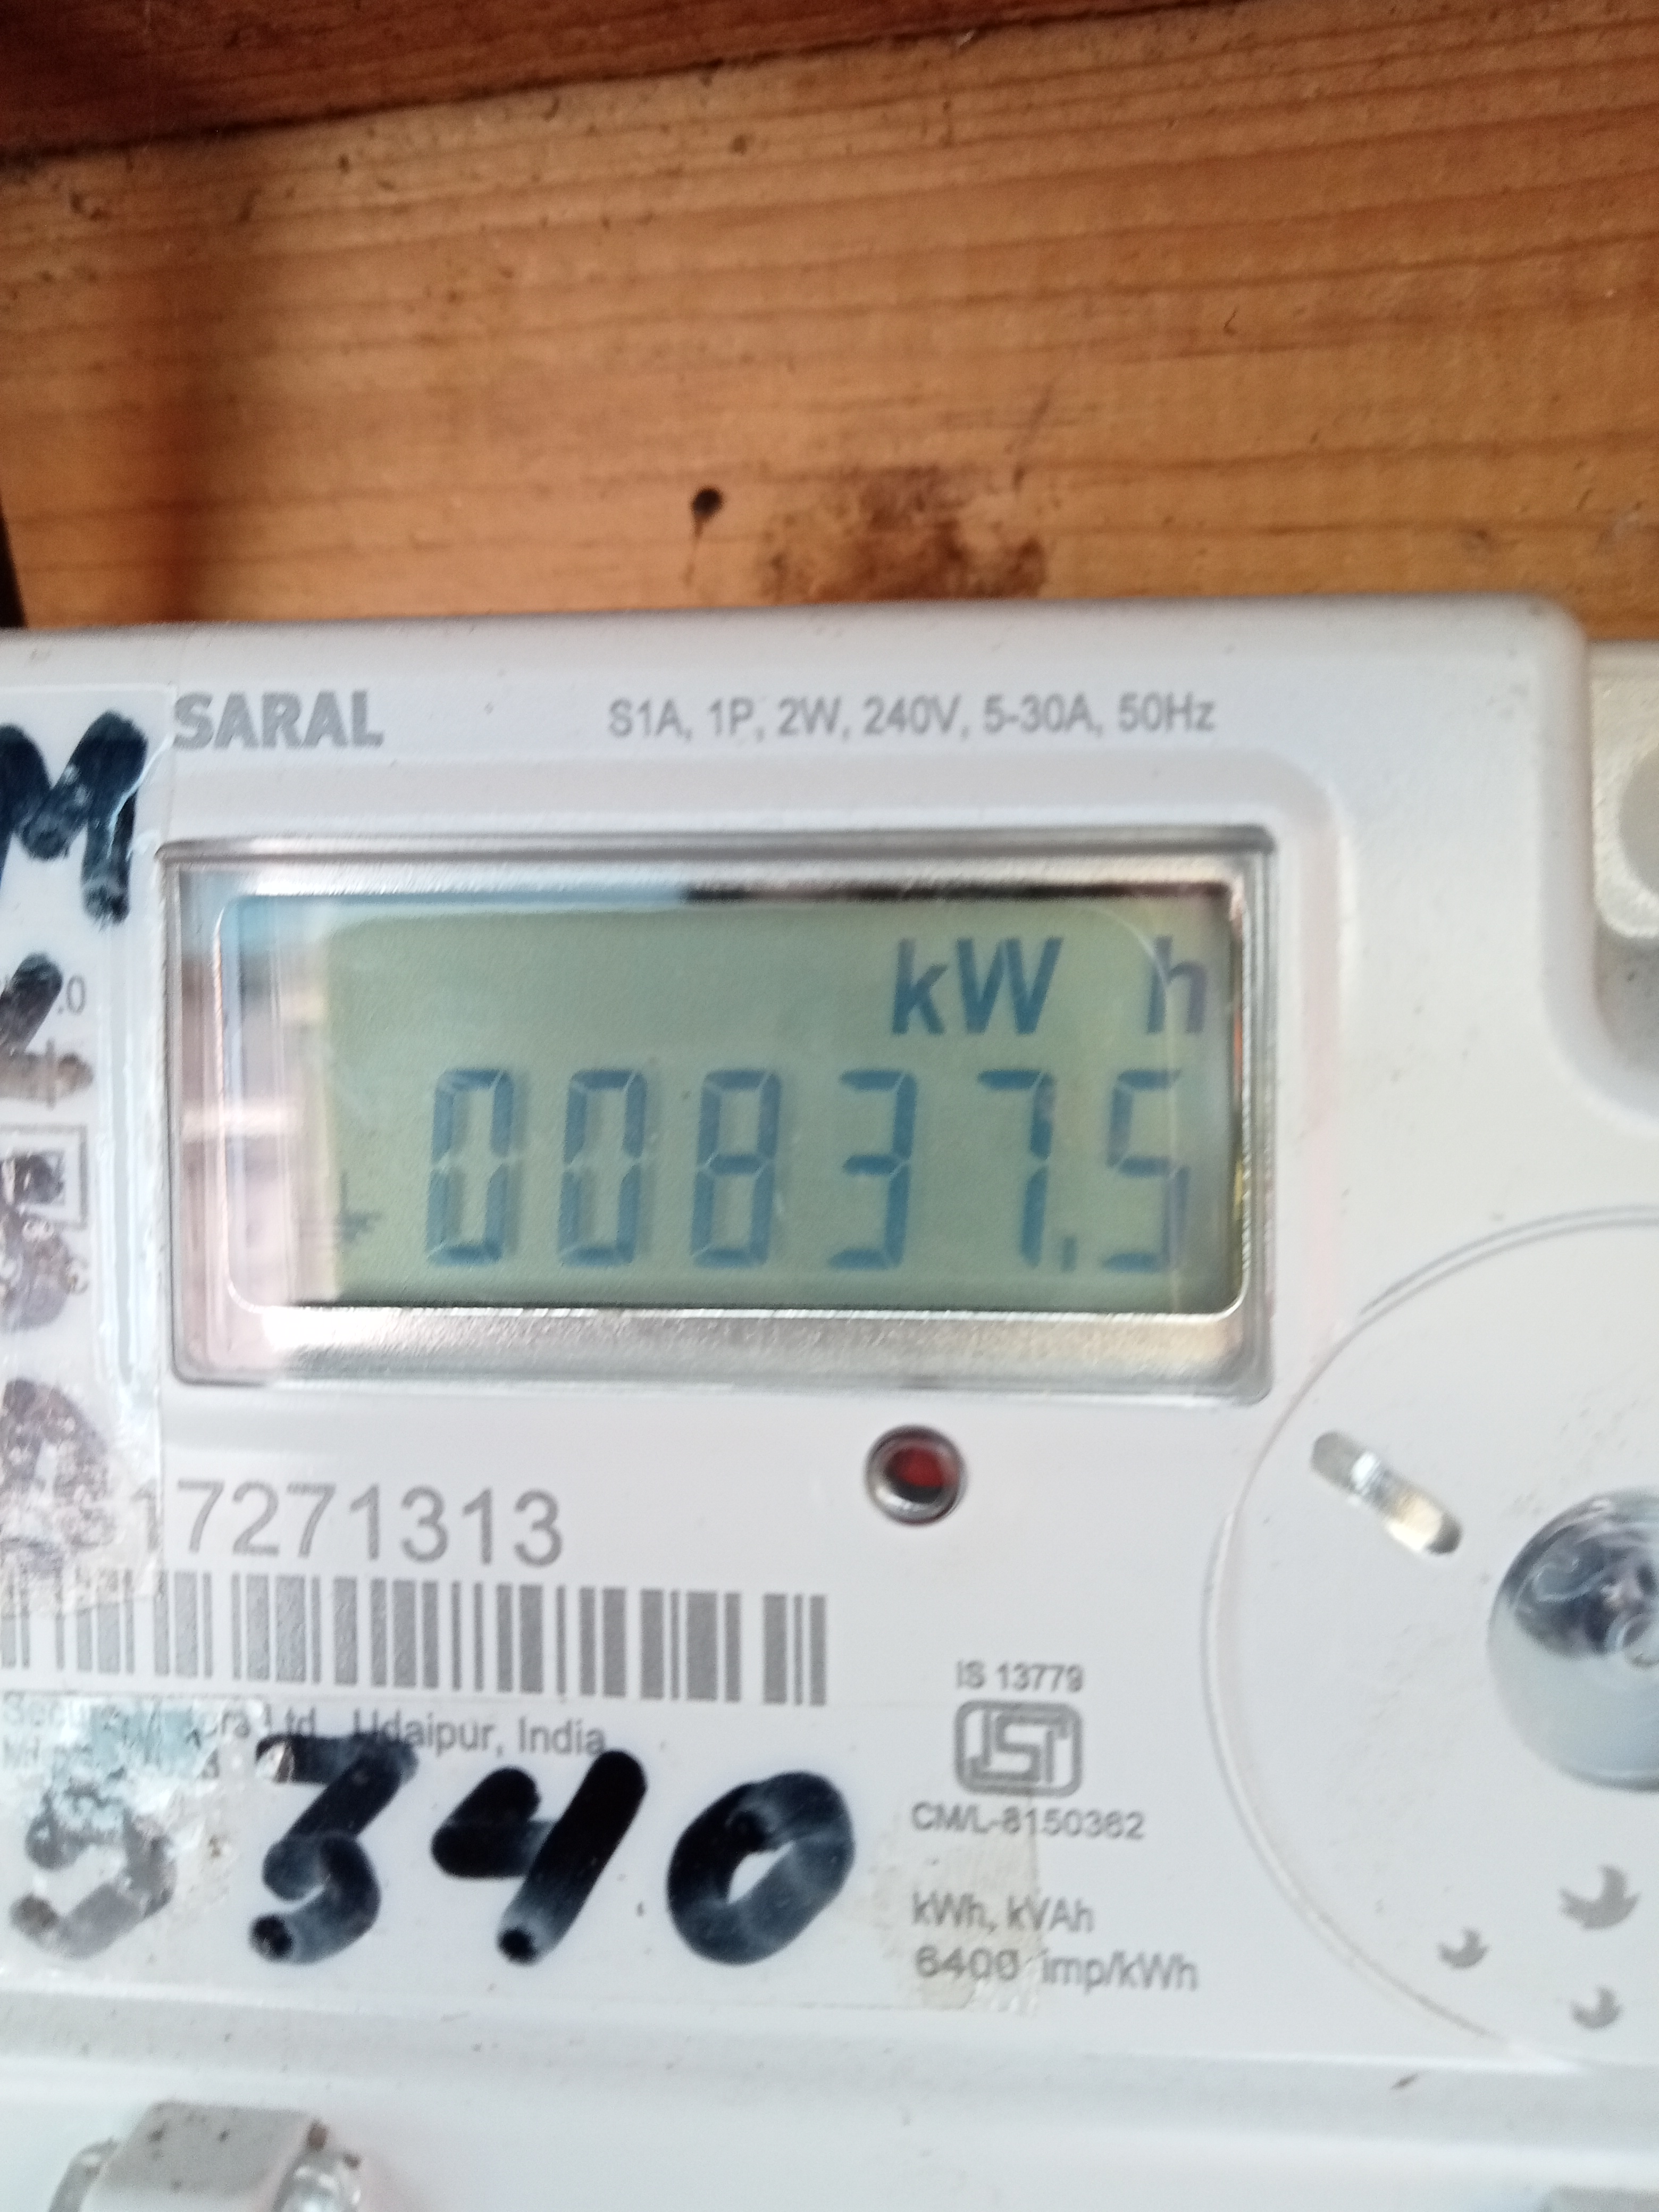 SARAL S1A, 1P, 2W, 240V, 5-30A, 50Hz
M
kW h
00837.5
17271313
Udaipur, India
IS 13779
ISI
CM/L-8150362
340
kWh, kVAh
6400 imp/kWh